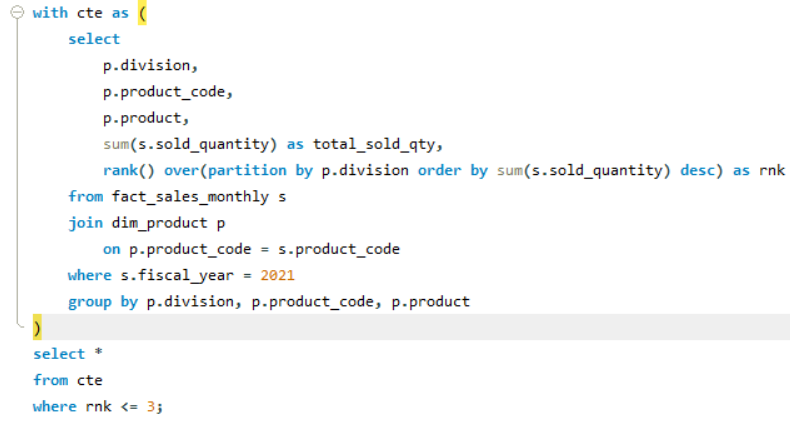 with cte as (
    select
        p.division,
        p.product_code,
        p.product,
        sum(s.sold_quantity) as total_sold_qty,
        rank() over(partition by p.division order by sum(s.sold_quantity) desc) as rnk
    from fact_sales_monthly s
    join dim_product p
        on p.product_code = s.product_code
    where s.fiscal_year = 2021
    group by p.division, p.product_code, p.product
)
select *
from cte
where rnk <= 3;